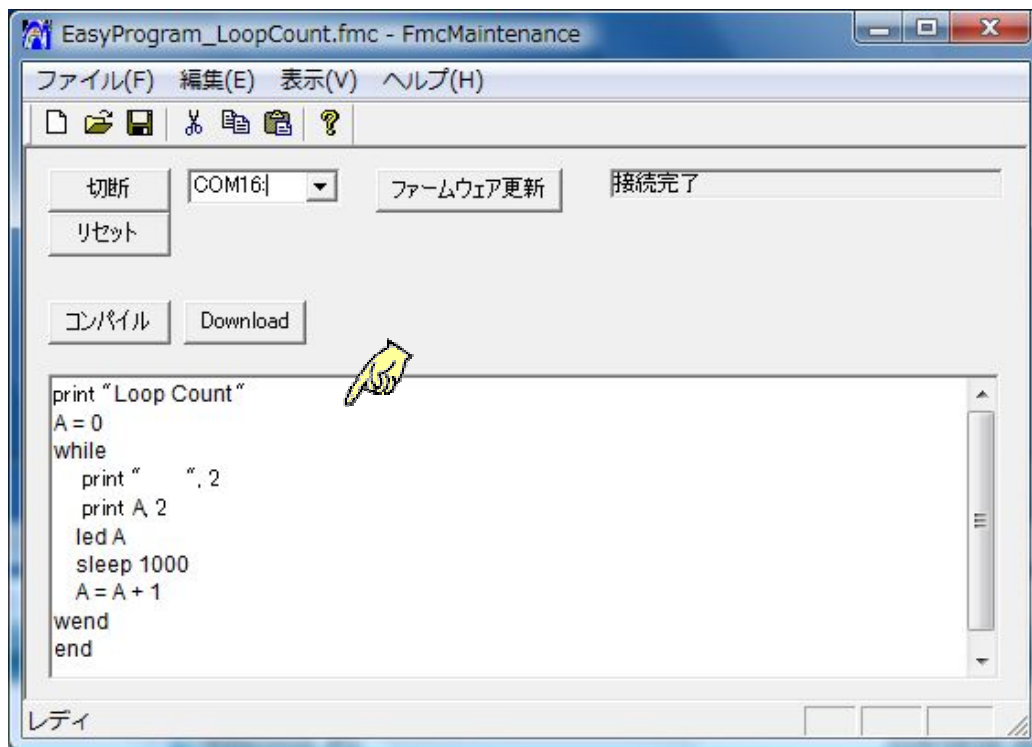 EasyProgram_LoopCount.fmc - FmcMaintenance
ファイル(F) 編集(E) 表示(V) ヘルプ(H)
切断 COM16: ファームウェア更新 接続完了
リセット
コンパイル Download
print "Loop Count"
A = 0
while
print "      ", 2
print A, 2
led A
sleep 1000
A = A + 1
wend
end
レディ